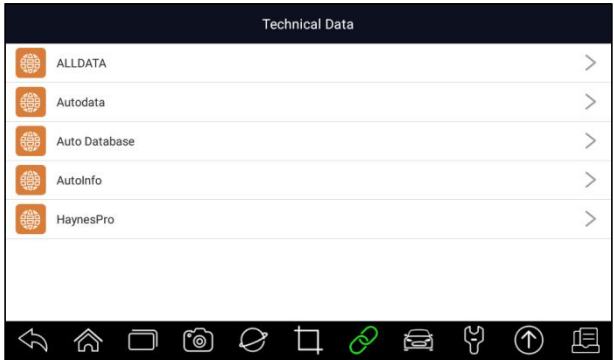 Technical Data
ALLDATA
Autodata
Auto Database
AutoInfo
HaynesPro